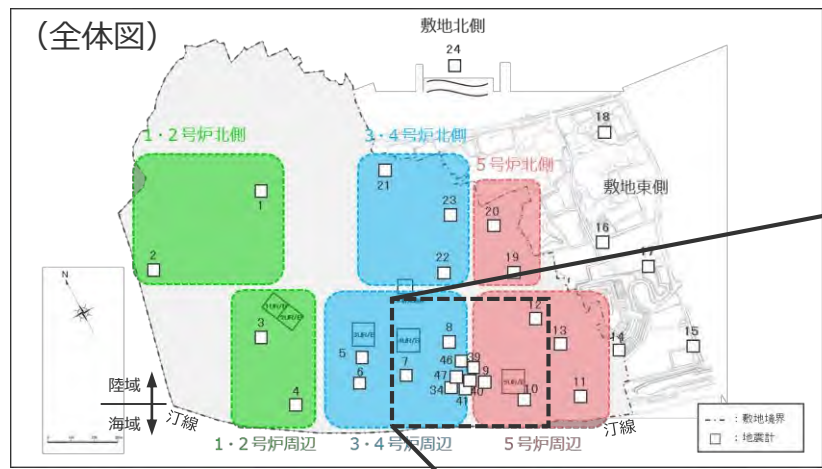 (全体図)
敷地北側
24
18
1・2号炉北側
3・4号炉北側
5号炉北側
敷地東側
21
1
23
20
16
17
2
22
19
N
12
3
8
13
14
15
5
46
39
7
47
9
6
34
40
10
11
4
41
陸域
海域
汀線
汀線
1・2号炉周辺
3・4号炉周辺
5号炉周辺
:敷地境界
:地震計